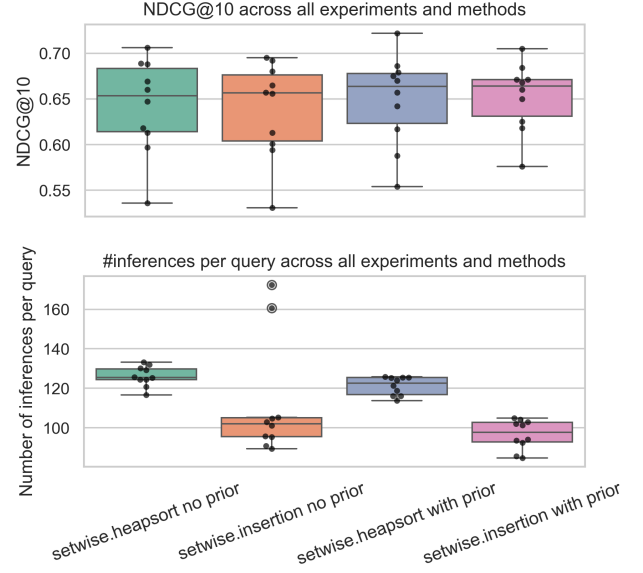 NDCG@10 across all experiments and methods
NDCG@10
0.70
0.65
0.60
0.55
#inferences per query across all experiments and methods
Number of inferences per query
160
140
120
100
setwise.heapsort no prior
setwise.insertion no prior
setwise.heapsort with prior
setwise.insertion with prior